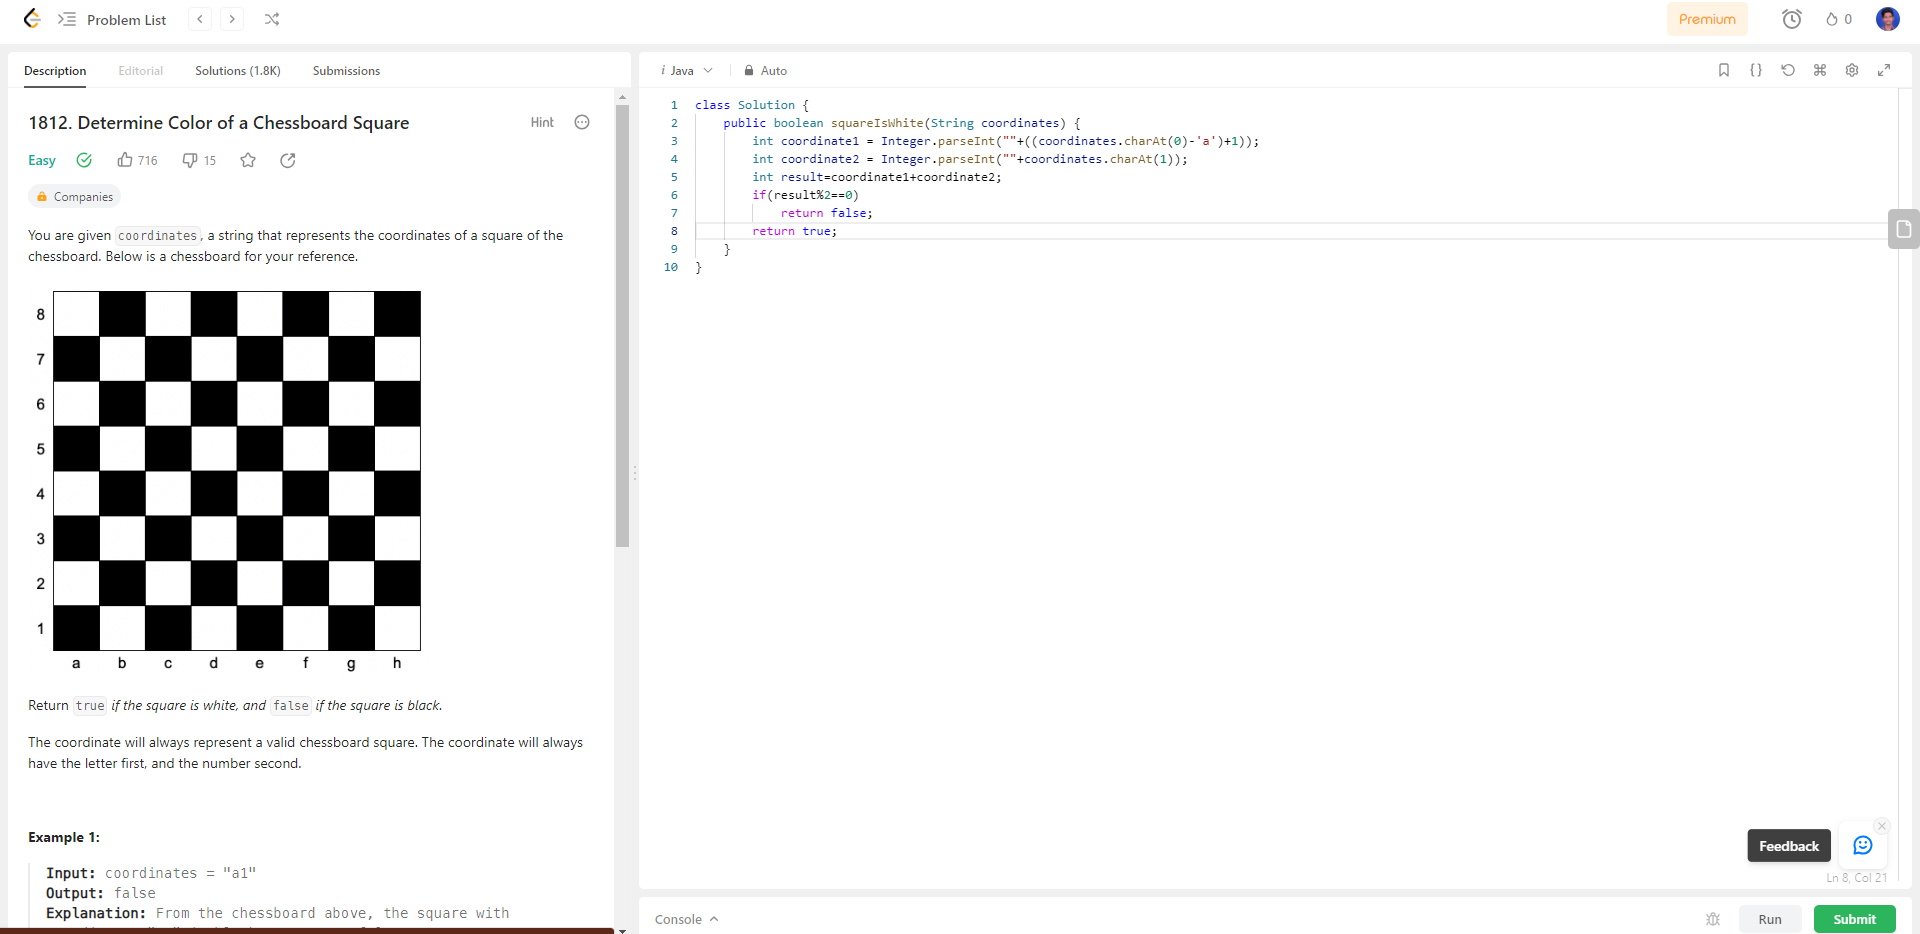 Problem List
Premium
0
Description Editorial Solutions (1.8K) Submissions
1812. Determine Color of a Chessboard Square
Hint
Easy 716 15
Companies
You are given coordinates, a string that represents the coordinates of a square of the
chessboard. Below is a chessboard for your reference.
8
7
6
5
4
3
2
1
a b c d e f g h
Return true if the square is white, and false if the square is black.
The coordinate will always represent a valid chessboard square. The coordinate will always
have the letter first, and the number second.
Example 1:
Input: coordinates = "a1"
Output: false
Explanation: From the chessboard above, the square with
i Java Auto
1 class Solution {
2 public boolean squareIsWhite(String coordinates) {
3 int coordinate1 = Integer.parseInt(""+((coordinates.charAt(0)-'a')+1));
4 int coordinate2 = Integer.parseInt(""+coordinates.charAt(1));
5 int result=coordinate1+coordinate2;
6 if(result%2==0)
7 return false;
8 return true;
9 }
10 }
Feedback
Ln 8, Col 21
Console
Run
Submit